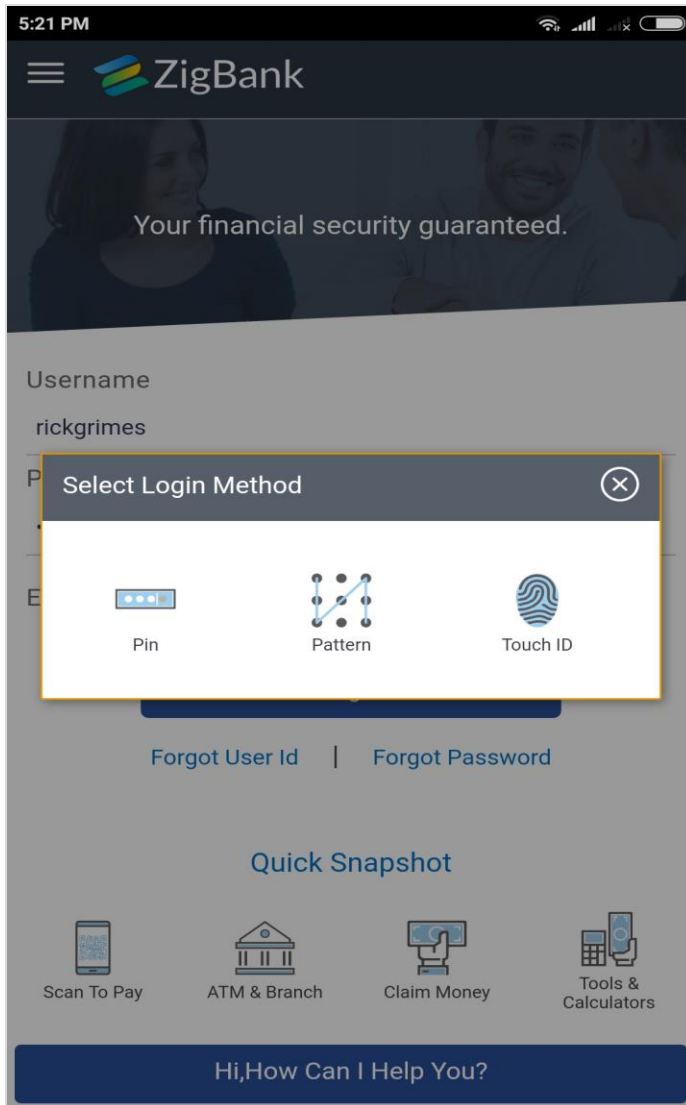 5:21 PM
ZigBank
Your financial security guaranteed.
Username
rickgrimes
Select Login Method
Pin
Pattern
Touch ID
Forgot User Id | Forgot Password
Quick Snapshot
Scan To Pay
ATM & Branch
Claim Money
Tools &
Calculators
Hi,How Can I Help You?